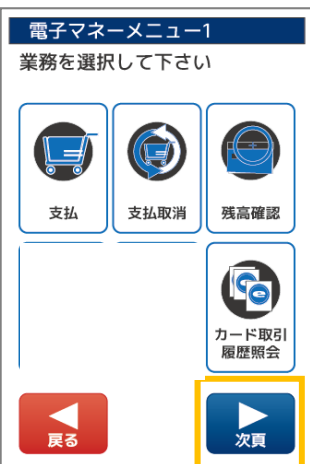 電子マネーメニュー1
業務を選択して下さい
支払
支払取消
残高確認
カード取引
履歴照会
戻る
次頁